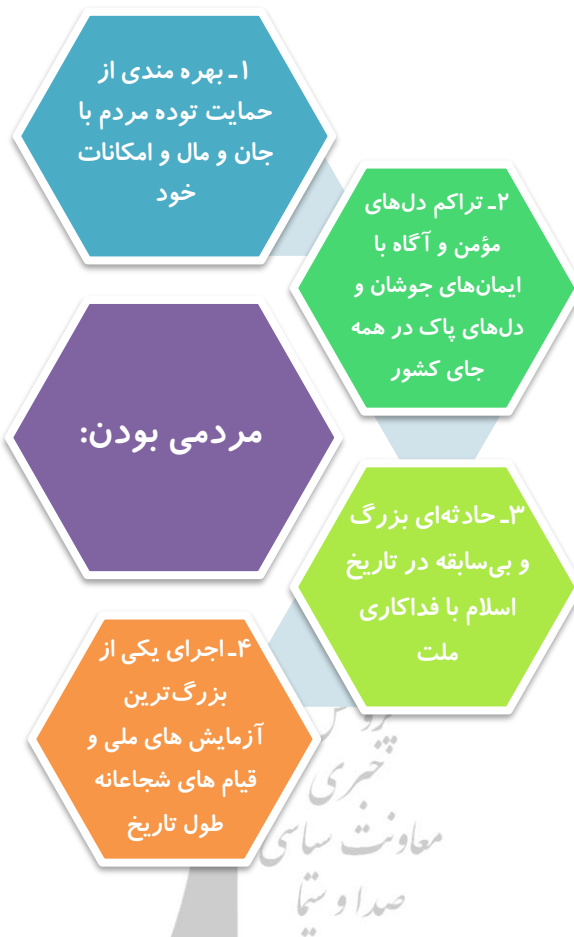 ۱ـ بهره مندی از
حمایت توده مردم با
جان و مال و امکانات
خود
۲ـ تراکم دل‌های
مؤمن و آگاه با
ایمان‌های جوشان و
دل‌های پاک در همه
جای کشور
مردمی بودن:
۳ـ حادثه‌ای بزرگ
و بی‌سابقه در تاریخ
اسلام با فداکاری
ملت
۴ـ اجرای یکی از
بزرگ‌ترین
آزمایش های ملی و
قیام های شجاعانه
طول تاریخ
خبری
معاونت سیاسی
صدا و سیما